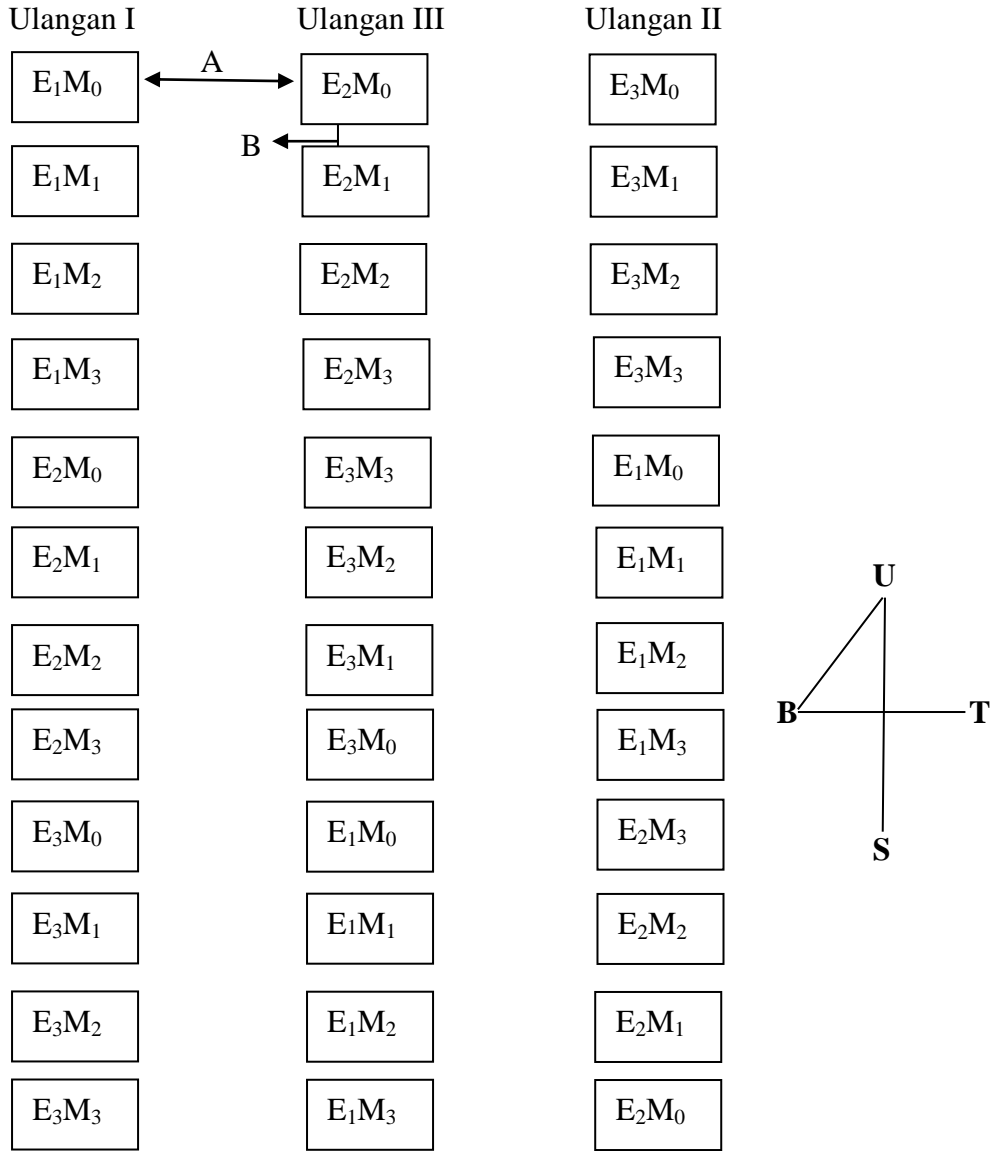 Ulangan I Ulangan III Ulangan II
E₁M₀ A E₂M₀ E₃M₀
B
E₁M₁ E₂M₁ E₃M₁
E₁M₂ E₂M₂ E₃M₂
E₁M₃ E₂M₃ E₃M₃
E₂M₀ E₃M₃ E₁M₀
E₂M₁ E₃M₂ E₁M₁
U
E₂M₂ E₃M₁ E₁M₂
B T
E₂M₃ E₃M₀ E₁M₃
E₃M₀ E₁M₀ E₂M₃
S
E₃M₁ E₁M₁ E₂M₂
E₃M₂ E₁M₂ E₂M₁
E₃M₃ E₁M₃ E₂M₀